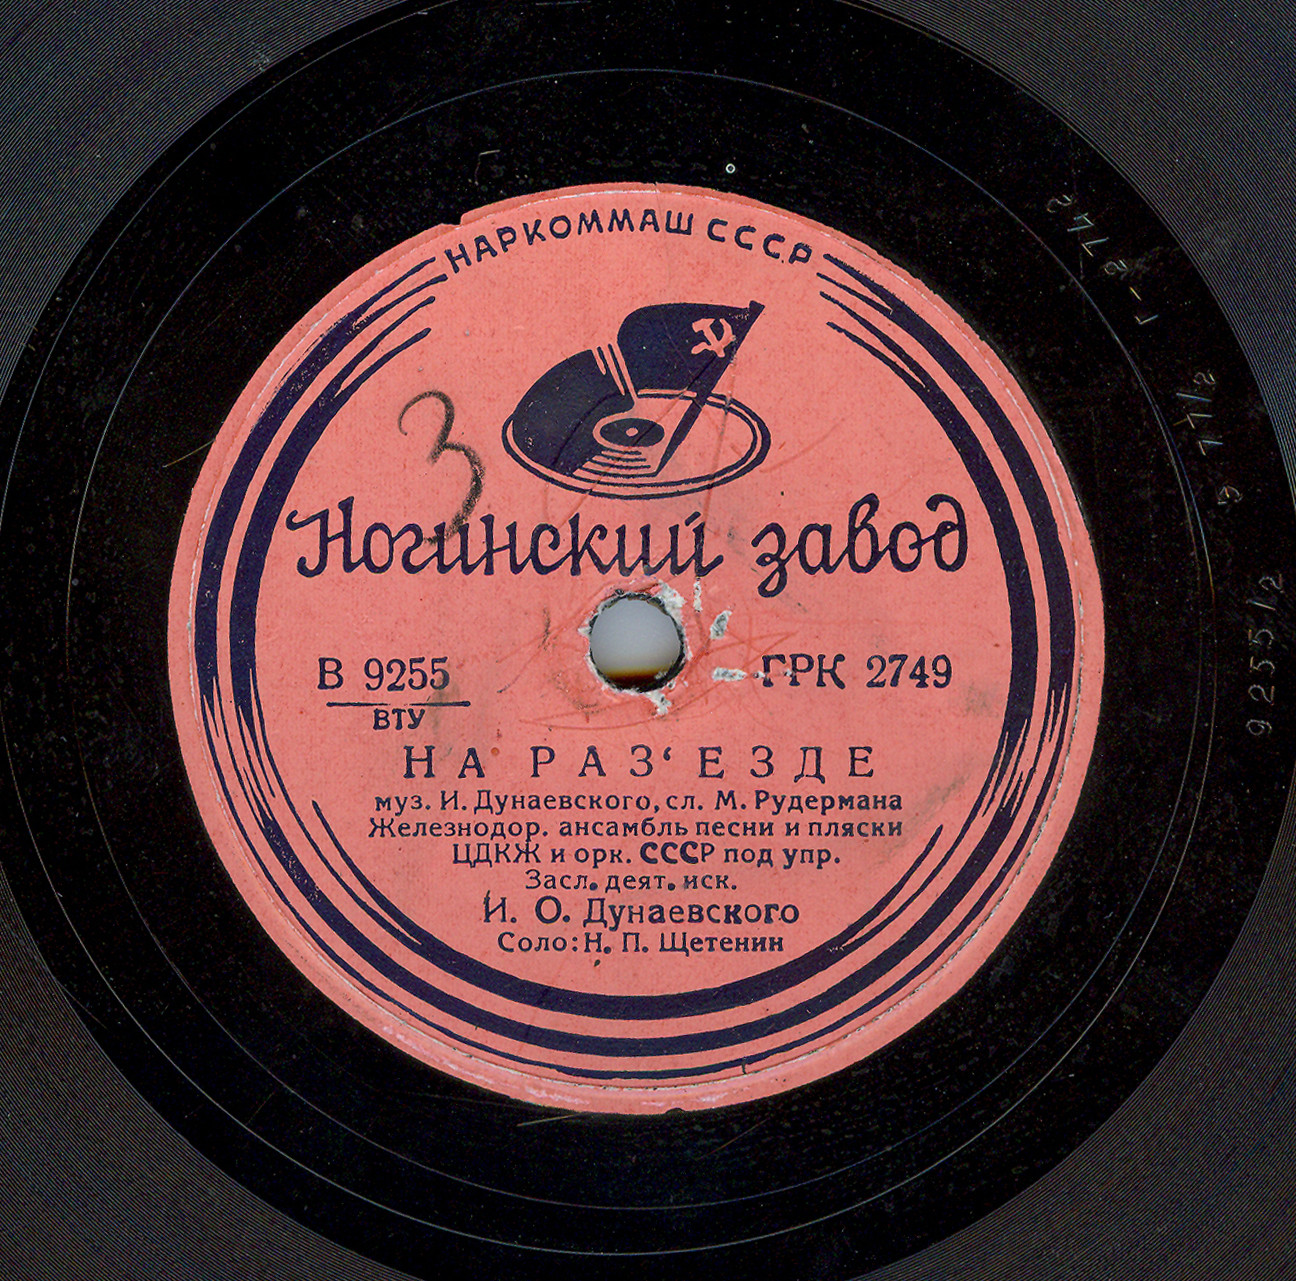 НАРКОММАШ СССР
3
Ногинский завод
В 9255
ВТУ
ГРК 2749
НА РАЗ‘ЕЗДЕ
муз. И. Дунаевского, сл. М. Рудермана
Железнодор. ансамбль песни и пляски
ЦДКЖ и орк. СССР под упр.
Засл. деят. иск.
И. О. Дунаевского
Соло: Н. П. Щетенин
9255/2